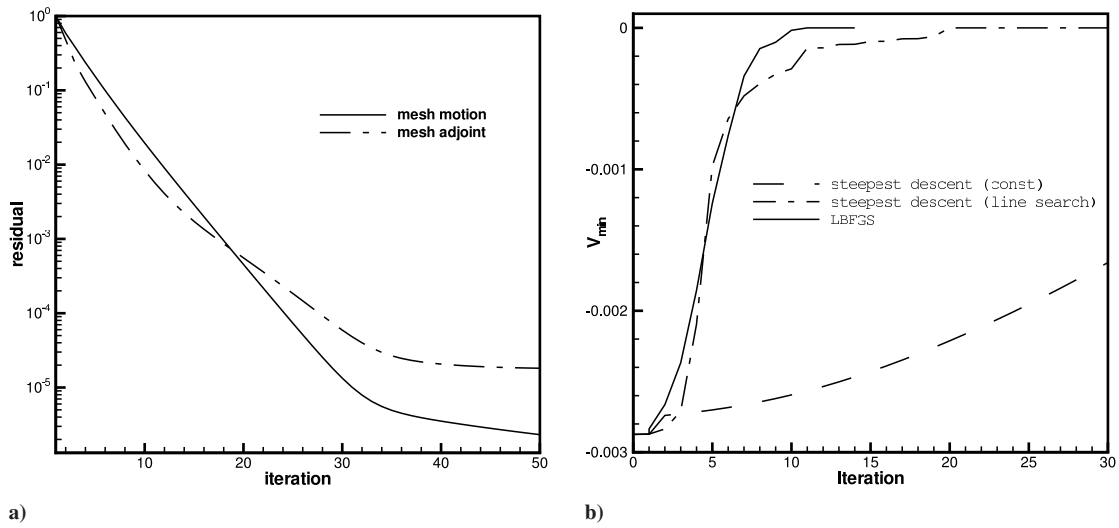 10^0
10^-1
10^-2
10^-3
10^-4
10^-5
residual
mesh motion
mesh adjoint
10
20
30
40
50
iteration
a)
0
-0.001
-0.002
-0.003
V_min
steepest descent (const)
steepest descent (line search)
LBFGS
0
5
10
15
20
25
30
Iteration
b)